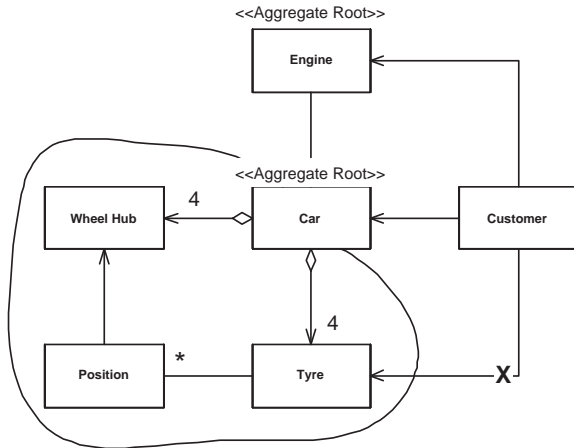 <<Aggregate Root>>
Engine
<<Aggregate Root>>
Wheel Hub
4
Car
Customer
4
Position
*
Tyre
X